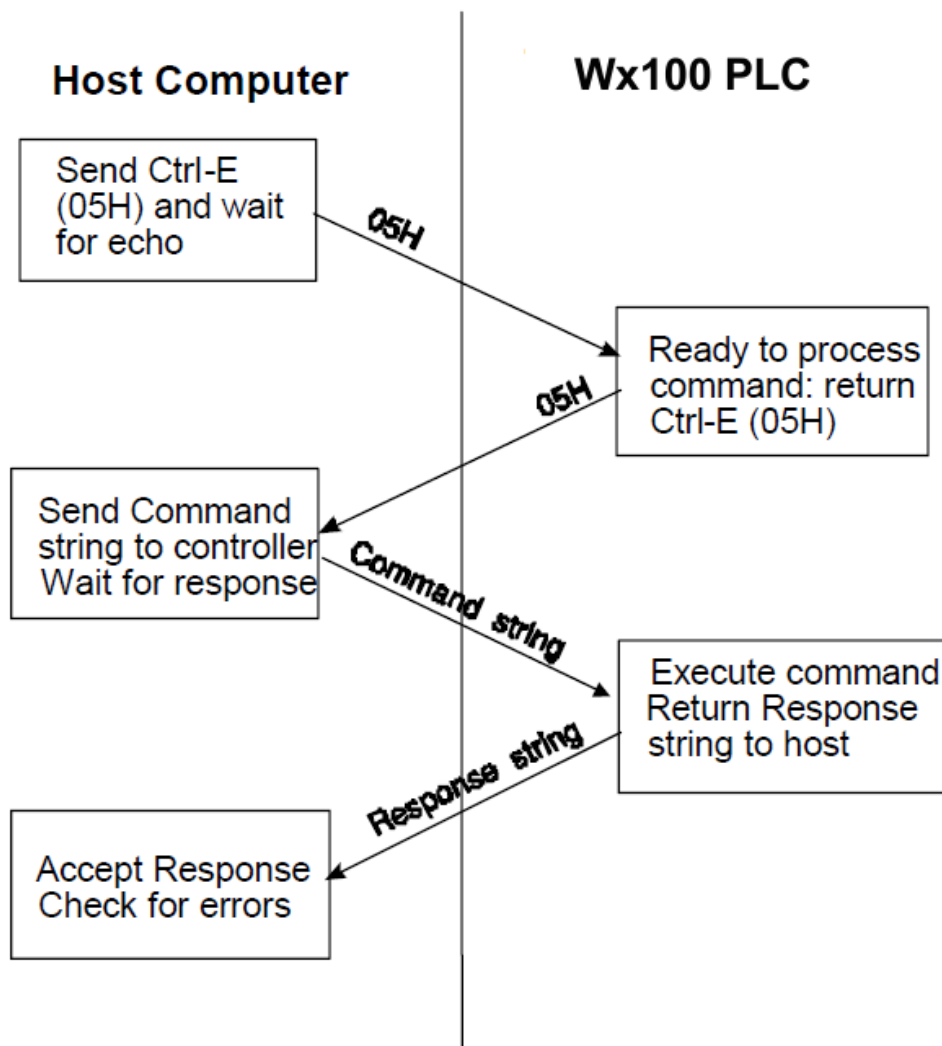 Host Computer
Wx100 PLC
Send Ctrl-E
(05H) and wait
for echo
05H
Ready to process
command: return
Ctrl-E (05H)
05H
Send Command
string to controller
Wait for response
Command string
Execute command
Return Response
string to host
Response string
Accept Response
Check for errors